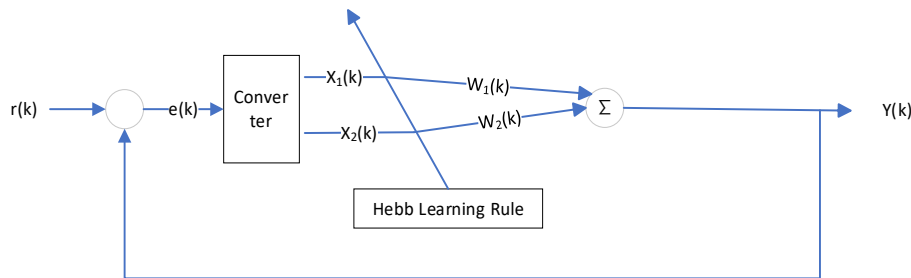 r(k)
e(k)
Conver
ter
X₁(k)
X₂(k)
W₁(k)
W₂(k)
Σ
Y(k)
Hebb Learning Rule